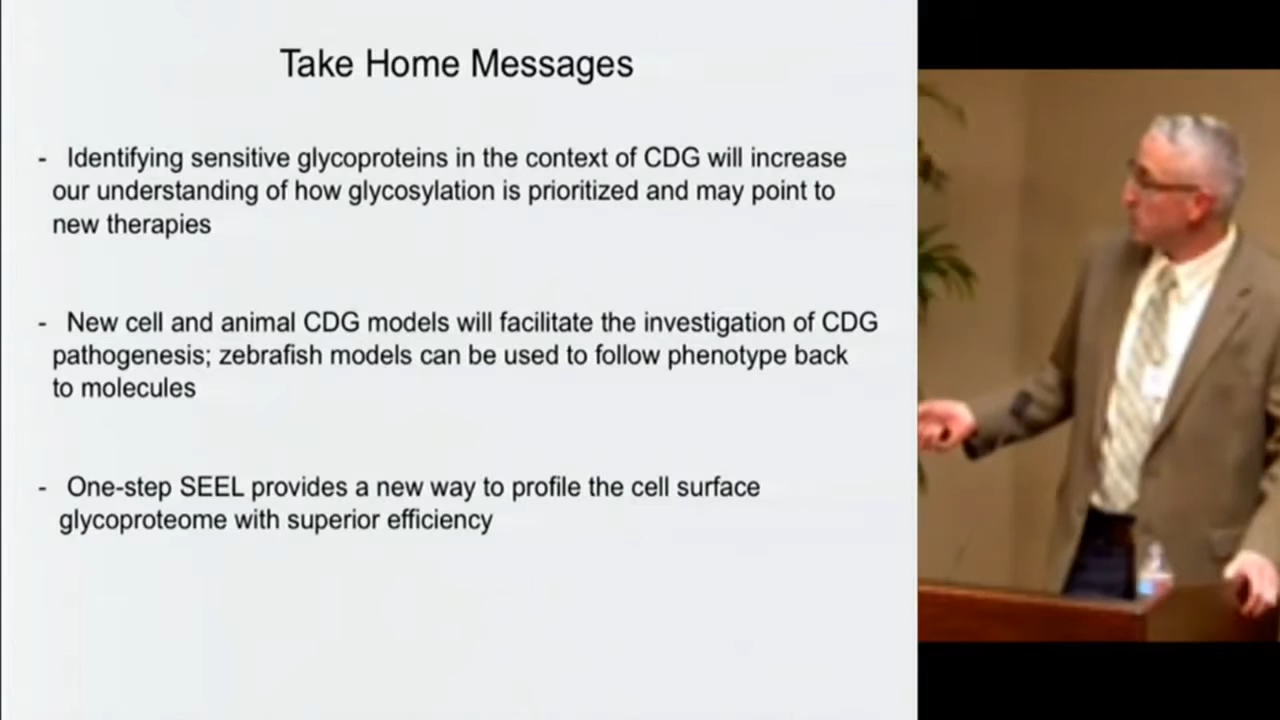 Take Home Messages
- Identifying sensitive glycoproteins in the context of CDG will increase
our understanding of how glycosylation is prioritized and may point to
new therapies
- New cell and animal CDG models will facilitate the investigation of CDG
pathogenesis; zebrafish models can be used to follow phenotype back
to molecules
- One-step SEEL provides a new way to profile the cell surface
glycoproteome with superior efficiency